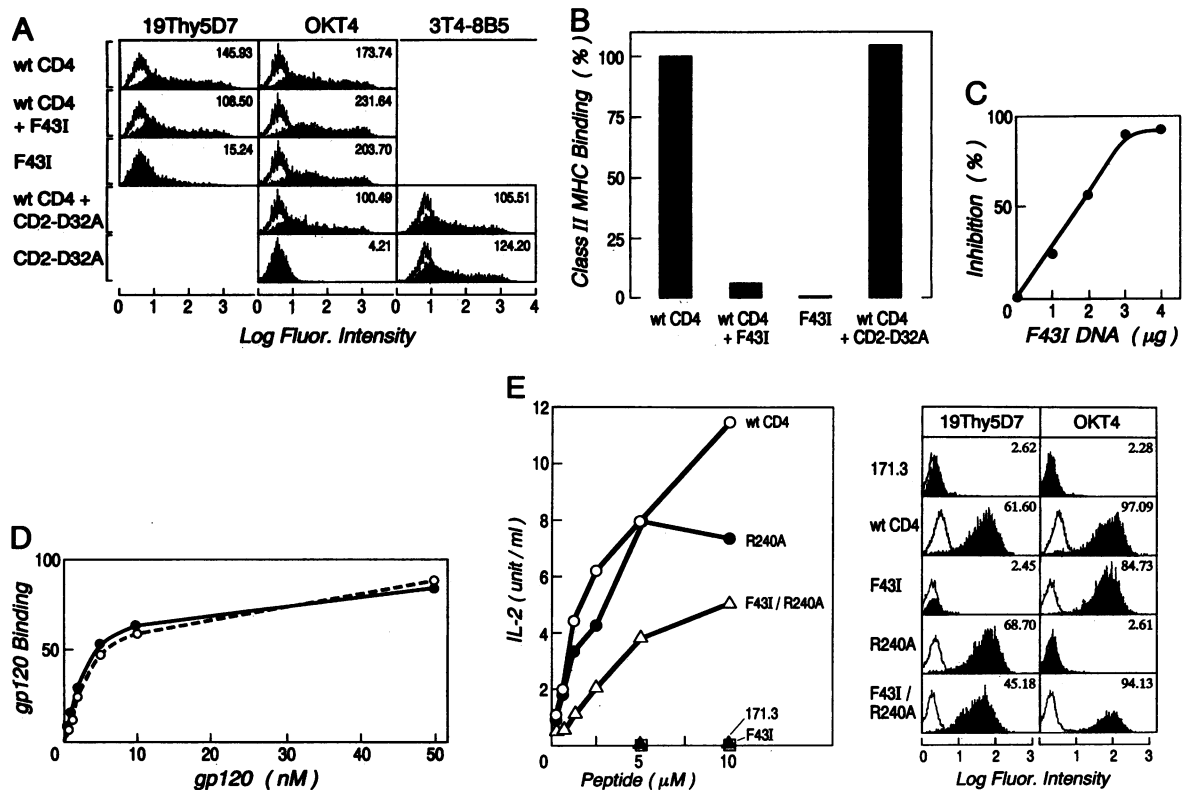 A
19Thy5D7 OKT4 3T4-8B5
wt CD4 145.93 173.74
wt CD4
+ F43I 108.50 231.64
F43I 15.24 203.70
wt CD4 +
CD2-D32A 100.49 105.51
CD2-D32A 4.21 124.20
0 1 2 3 0 1 2 3 0 1 2 3 4
Log Fluor. Intensity
B
Class II MHC Binding (%)
100
75
50
25
0
wt CD4
wt CD4
+ F43I
F43I
wt CD4
+ CD2-D32A
C
Inhibition (%)
100
50
0 1 2 3 4
F43I DNA (μg)
D
gp120 Binding
100
50
0 10 20 30 40 50
gp120 (nM)
E
IL-2 (unit / ml)
12
10
8
6
4
2
0 5 10
Peptide (μM)
wt CD4
R240A
F43I / R240A
171.3
F43I
19Thy5D7 OKT4
171.3 2.62 2.28
wt CD4 61.60 97.09
F43I 2.45 84.73
R240A 68.70 2.61
F43I /
R240A 45.18 94.13
0 1 2 3 1 2 3
Log Fluor. Intensity